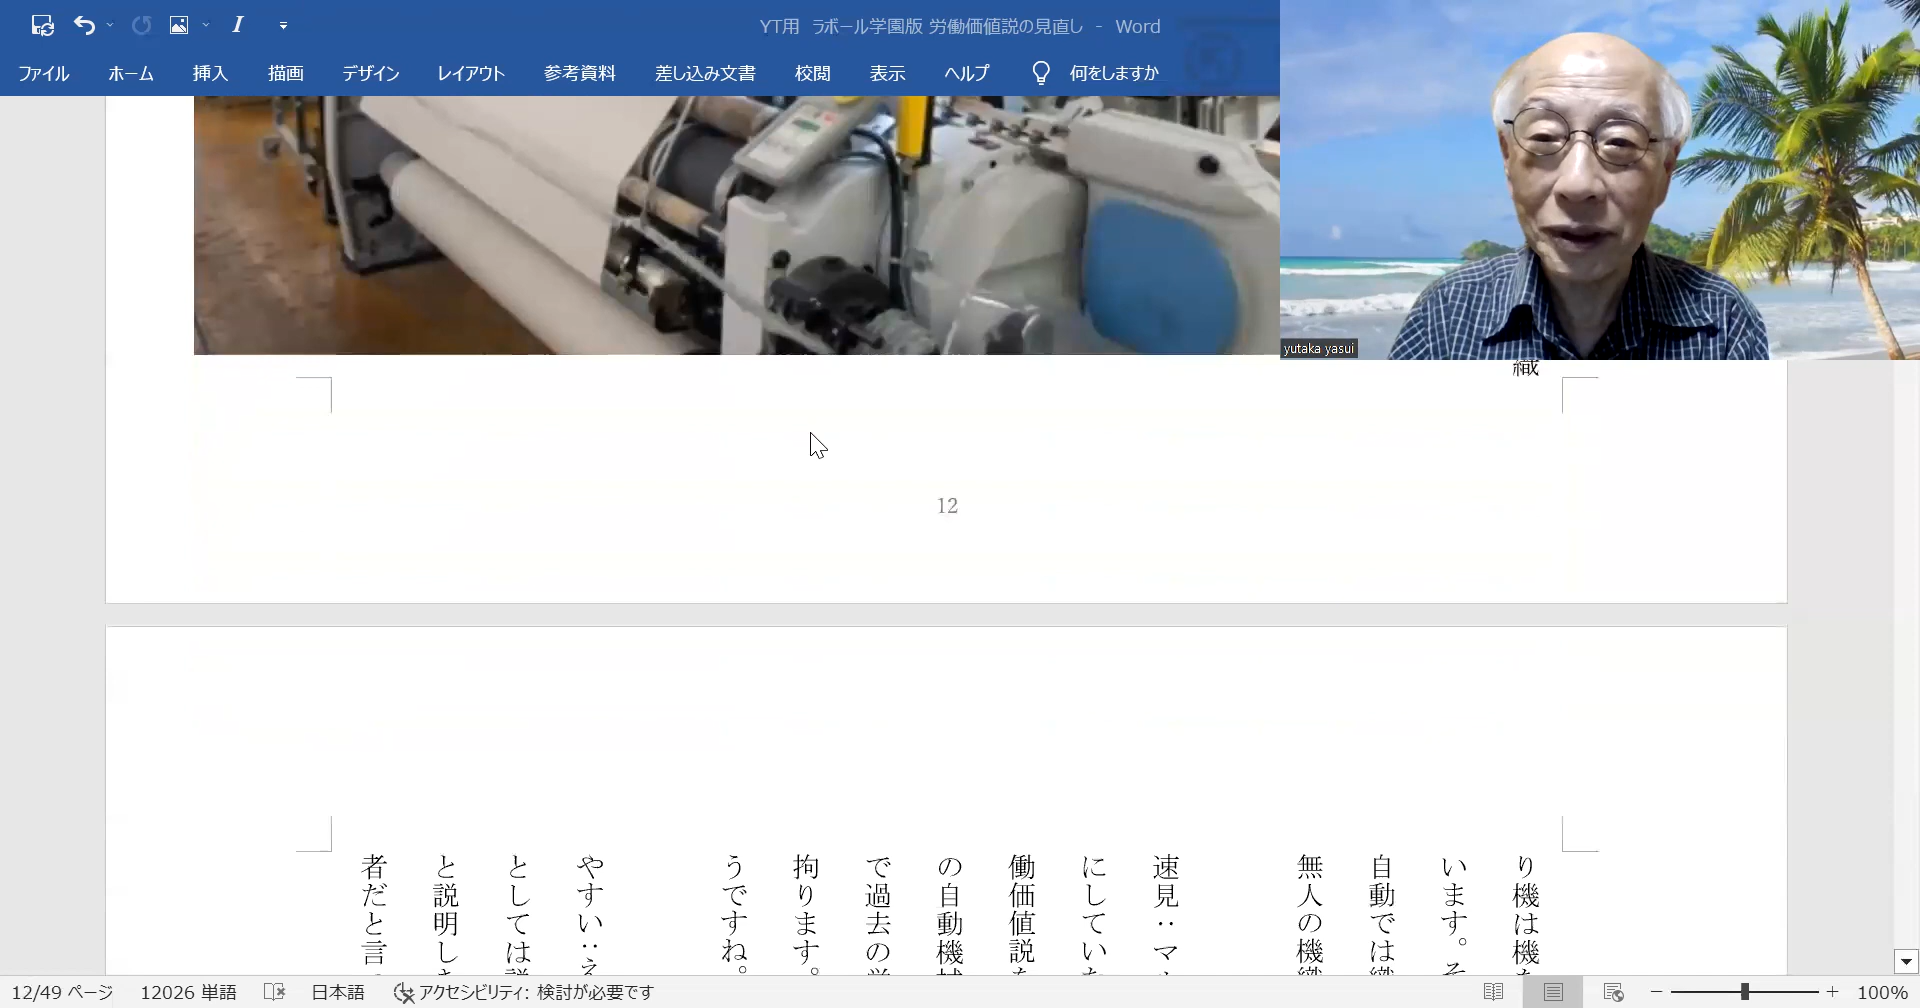 YT用 ラボール学園版 労働価値説の見直し - Word
ファイル ホーム 挿入 描画 デザイン レイアウト 参考資料 差し込み文書 校閲 表示 ヘルプ 何をしますか
yutaka yasui
織
12
り機は機
います。そ
自動では
無人の機
速見：マ
にしてい
働価値説
の自動機械
で過去の
拘ります。
うですね。
やすい：え
としては
と説明し
者だと言
12/49 ページ 12026 単語 日本語 アクセシビリティ: 検討が必要です 100%